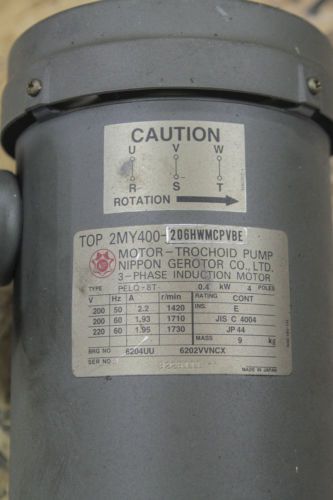 CAUTION
U V W
R S T
ROTATION
TOP 2MY400-206HWMCPVBE
MOTOR-TROCHOID PUMP
NIPPON GEROTOR CO., LTD.
3-PHASE INDUCTION MOTOR
TYPE PELQ-8T 0.4 kW 4 POLES
V Hz A r/min RATING CONT
200 50 2.2 1420 INS. E
200 60 1.93 1710 JIS C 4004
220 60 1.95 1730 JP 44
MASS 9 kg
BRG NO 6204UU 6202VVNCX
SER NO
MADE IN JAPAN